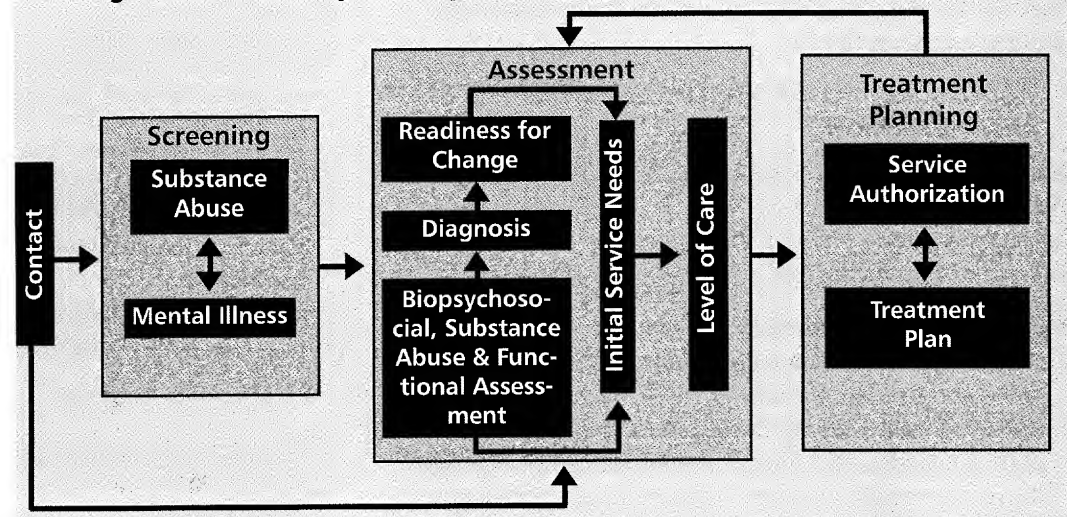 Contact
Screening
Substance
Abuse
Mental Illness
Assessment
Readiness for
Change
Diagnosis
Biopsychoso-
cial, Substance
Abuse & Func-
tional Assess-
ment
Initial Service Needs
Level of Care
Treatment
Planning
Service
Authorization
Treatment
Plan